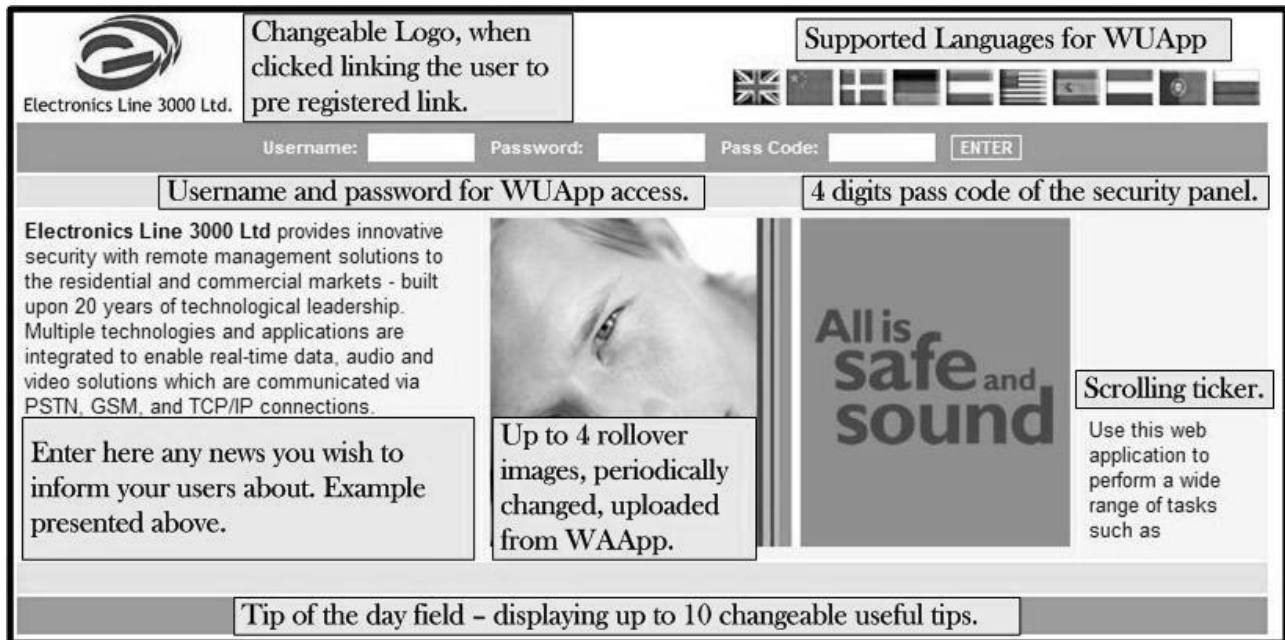 Electronics Line 3000 Ltd.
Changeable Logo, when
clicked linking the user to
pre registered link.
Supported Languages for WUApp
Username:
Password:
Pass Code:
ENTER
Username and password for WUApp access.
4 digits pass code of the security panel.
Electronics Line 3000 Ltd provides innovative
security with remote management solutions to
the residential and commercial markets - built
upon 20 years of technological leadership.
Multiple technologies and applications are
integrated to enable real-time data, audio and
video solutions which are communicated via
PSTN, GSM, and TCP/IP connections.
Enter here any news you wish to
inform your users about. Example
presented above.
Up to 4 rollover
images, periodically
changed, uploaded
from WAApp.
All is
safe and
sound
Scrolling ticker.
Use this web
application to
perform a wide
range of tasks
such as
Tip of the day field – displaying up to 10 changeable useful tips.